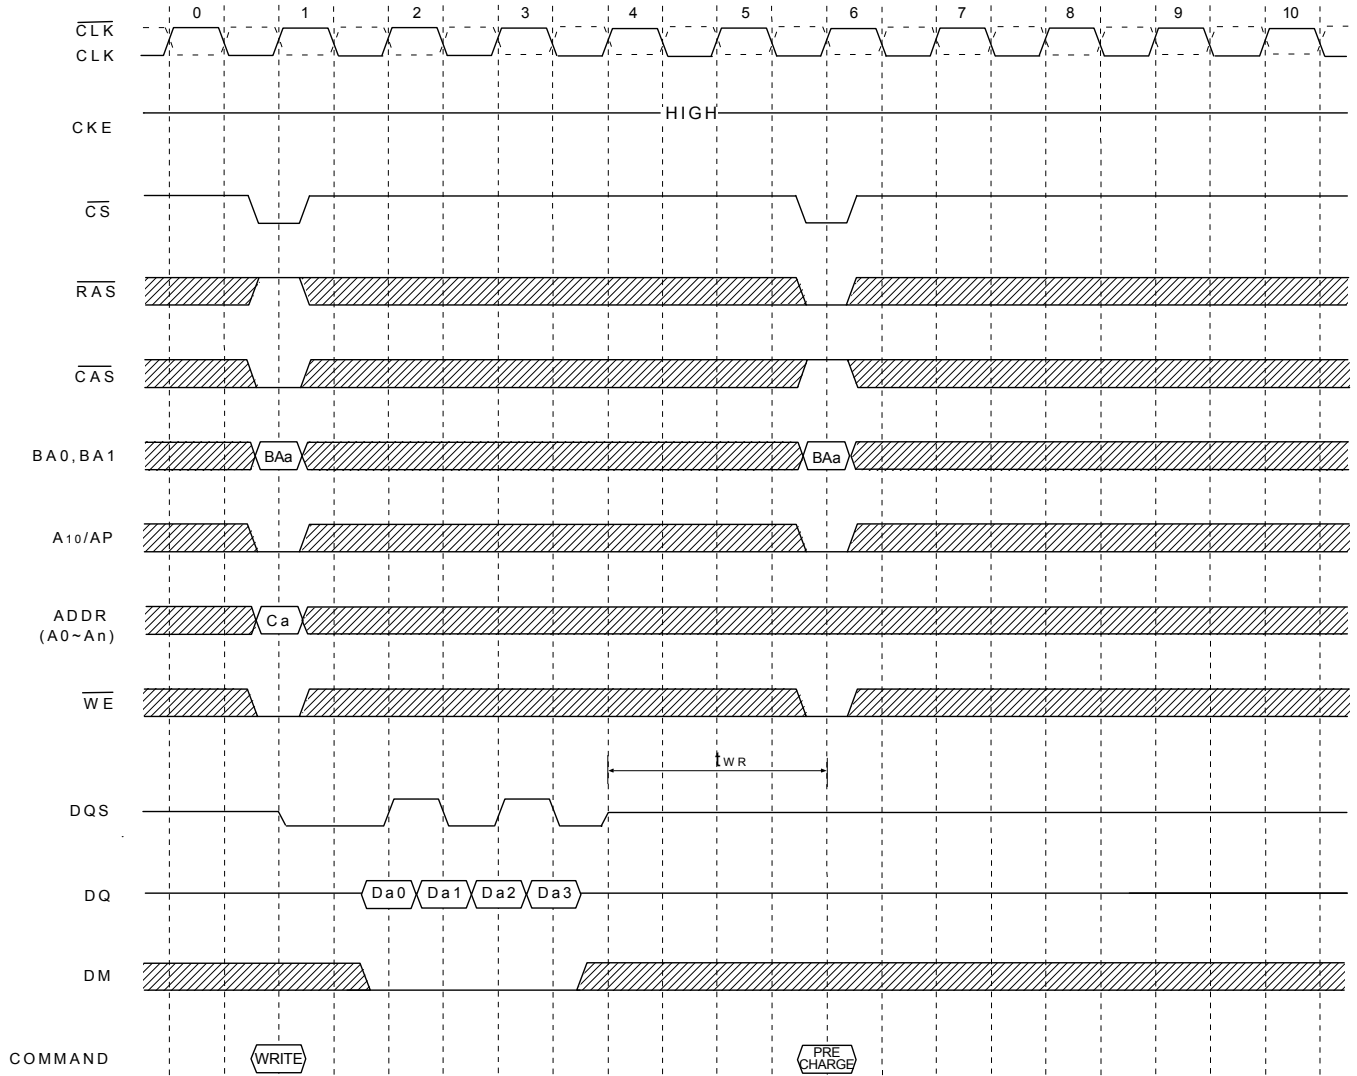 0 1 2 3 4 5 6 7 8 9 10
CLK
CLK
HIGH
CKE
CS
RAS
CAS
BA0,BA1 BAa BAa
A10/AP
ADDR Ca
(A0~An)
WE
tWR
DQS
DQ Da0 Da1 Da2 Da3
DM
COMMAND WRITE PRE
CHARGE